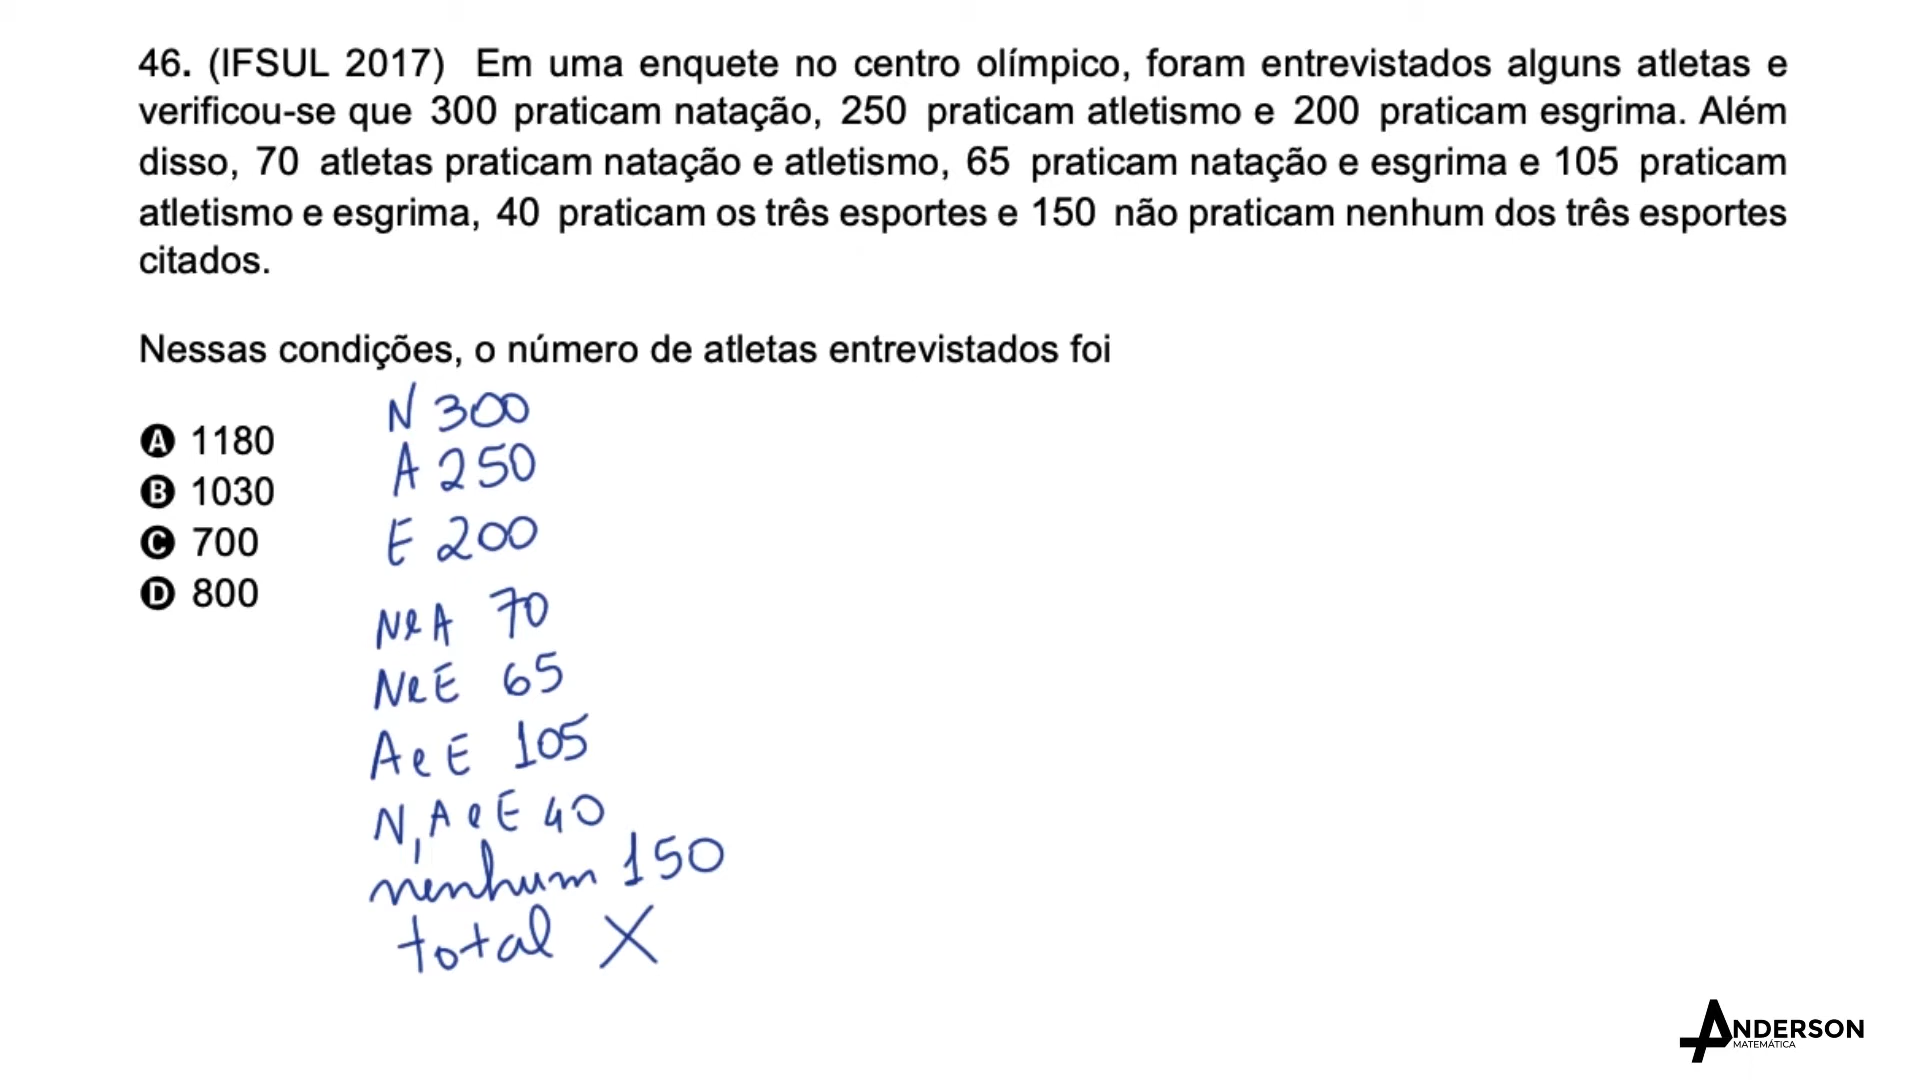 46. (IFSUL 2017) Em uma enquete no centro olímpico, foram entrevistados alguns atletas e
verificou-se que 300 praticam natação, 250 praticam atletismo e 200 praticam esgrima. Além
disso, 70 atletas praticam natação e atletismo, 65 praticam natação e esgrima e 105 praticam
atletismo e esgrima, 40 praticam os três esportes e 150 não praticam nenhum dos três esportes
citados.
Nessas condições, o número de atletas entrevistados foi
A 1180
B 1030
C 700
D 800
N 300
A 250
E 200
N e A 70
N e E 65
A e E 105
N, A e E 40
nenhum 150
total X
ANDERSON
MATEMÁTICA